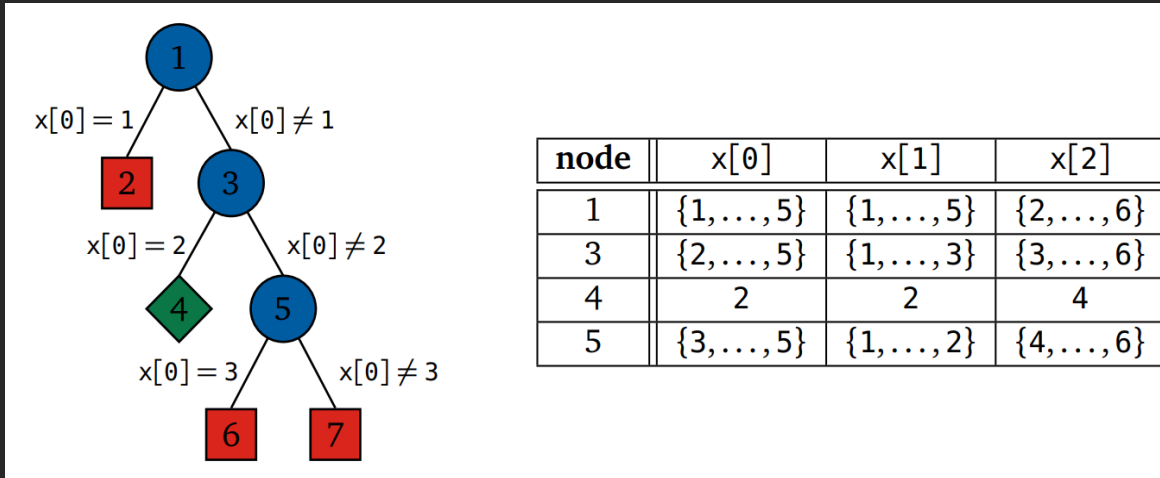 1
x[0] = 1
x[0] ≠ 1
2
3
x[0] = 2
x[0] ≠ 2
4
5
x[0] = 3
x[0] ≠ 3
6
7
node x[0] x[1] x[2]
1 {1,...,5} {1,...,5} {2,...,6}
3 {2,...,5} {1,...,3} {3,...,6}
4 2 2 4
5 {3,...,5} {1,...,2} {4,...,6}